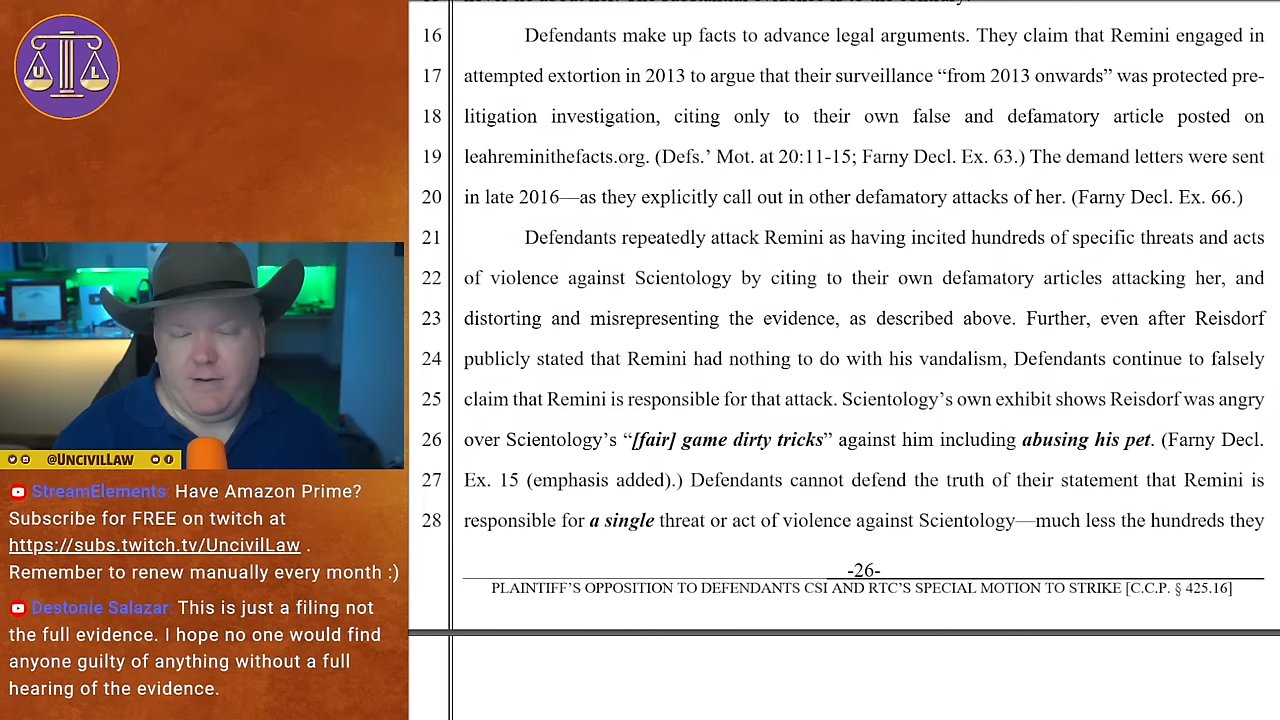 U L
16 Defendants make up facts to advance legal arguments. They claim that Remini engaged in
17 attempted extortion in 2013 to argue that their surveillance “from 2013 onwards” was protected pre-
18 litigation investigation, citing only to their own false and defamatory article posted on
19 leahreminithefacts.org. (Defs.’ Mot. at 20:11-15; Farny Decl. Ex. 63.) The demand letters were sent
20 in late 2016—as they explicitly call out in other defamatory attacks of her. (Farny Decl. Ex. 66.)
21 Defendants repeatedly attack Remini as having incited hundreds of specific threats and acts
22 of violence against Scientology by citing to their own defamatory articles attacking her, and
23 distorting and misrepresenting the evidence, as described above. Further, even after Reisdorf
24 publicly stated that Remini had nothing to do with his vandalism, Defendants continue to falsely
25 claim that Remini is responsible for that attack. Scientology’s own exhibit shows Reisdorf was angry
26 over Scientology’s “[fair] game dirty tricks” against him including abusing his pet. (Farny Decl.
27 Ex. 15 (emphasis added).) Defendants cannot defend the truth of their statement that Remini is
28 responsible for a single threat or act of violence against Scientology—much less the hundreds they
-26-
PLAINTIFF’S OPPOSITION TO DEFENDANTS CSI AND RTC’S SPECIAL MOTION TO STRIKE [C.C.P. § 425.16]
@UncivilLaw
StreamElements: Have Amazon Prime?
Subscribe for FREE on twitch at
https://subs.twitch.tv/UncivilLaw .
Remember to renew manually every month :)
Destonie Salazar: This is just a filing not
the full evidence. I hope no one would find
anyone guilty of anything without a full
hearing of the evidence.